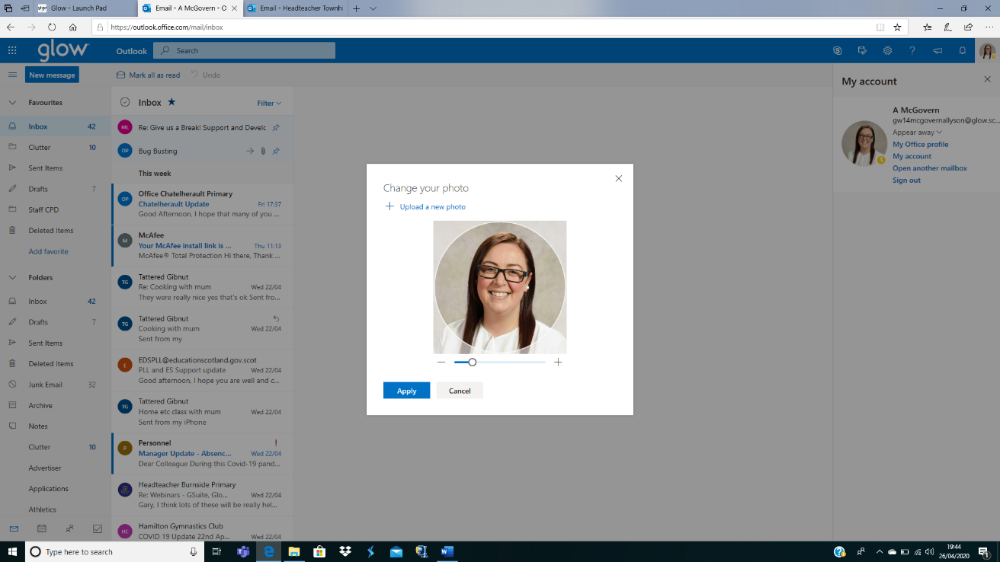 Glow - Launch Pad
Email - A McGovern - O
Email - Headteacher Townhi
https://outlook.office.com/mail/inbox
glow
Outlook
Search
New message
Mark all as read
Undo
My account
Favourites
Inbox
Filter
A McGovern
gw14mcgovernallyson@glow.sc...
Appear away
My Office profile
My account
Open another mailbox
Sign out
Inbox 42
Clutter 10
Sent Items
Drafts 7
Staff CPD
Deleted Items
Add favorite
Folders
Inbox 42
Drafts 7
Sent Items
Deleted Items
Junk Email 32
Archive
Notes
Clutter 10
Advertiser
Applications
Athletics
ML
Re: Give us a Break! Support and Develo
OP
Bug Busting
This week
OP
Office Chatelherault Primary
Chatelherault Update Fri 17:37
Good Afternoon, I hope that many of you ...
M
McAfee
Your McAfee install link is ... Thu 11:13
McAfee® Total Protection Hi there, Thank ...
TG
Tattered Gibnut
Re: Cooking with mum Wed 22/04
They were really nice yes that's ok Sent fro...
TG
Tattered Gibnut
Cooking with mum Wed 22/04
Sent from my
E
EDSPLL@educationscotland.gov.scot
PLL and ES Support update Wed 22/04
Good afternoon, I hope you are well and c...
TG
Tattered Gibnut
Home etc class with mum Wed 22/04
Sent from my iPhone
P
Personnel !
Manager Update - Absenc... Wed 22/04
Dear Colleague During this Covid-19 pand...
Headteacher Burnside Primary
Re: Webinars - GSuite, Glo... Wed 22/04
Gary, I think lots of these will be really hel...
HC
Hamilton Gymnastics Club
COVID 19 Update 22nd Ap... Wed 22/04
Change your photo
Upload a new photo
Apply
Cancel
Type here to search
19:44
26/04/2020